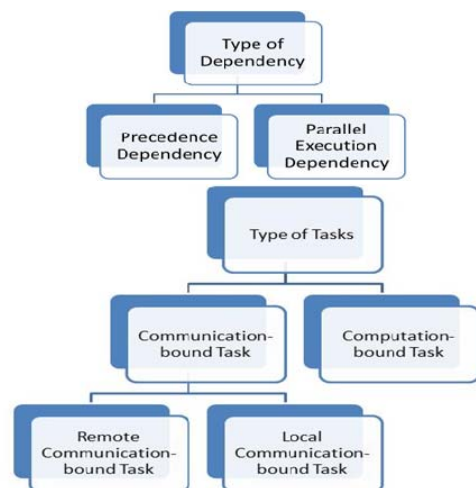 Type of
Dependency
Precedence
Dependency
Parallel
Execution
Dependency
Type of Tasks
Communication-
bound Task
Computation-
bound Task
Remote
Communication-
bound Task
Local
Communication-
bound Task